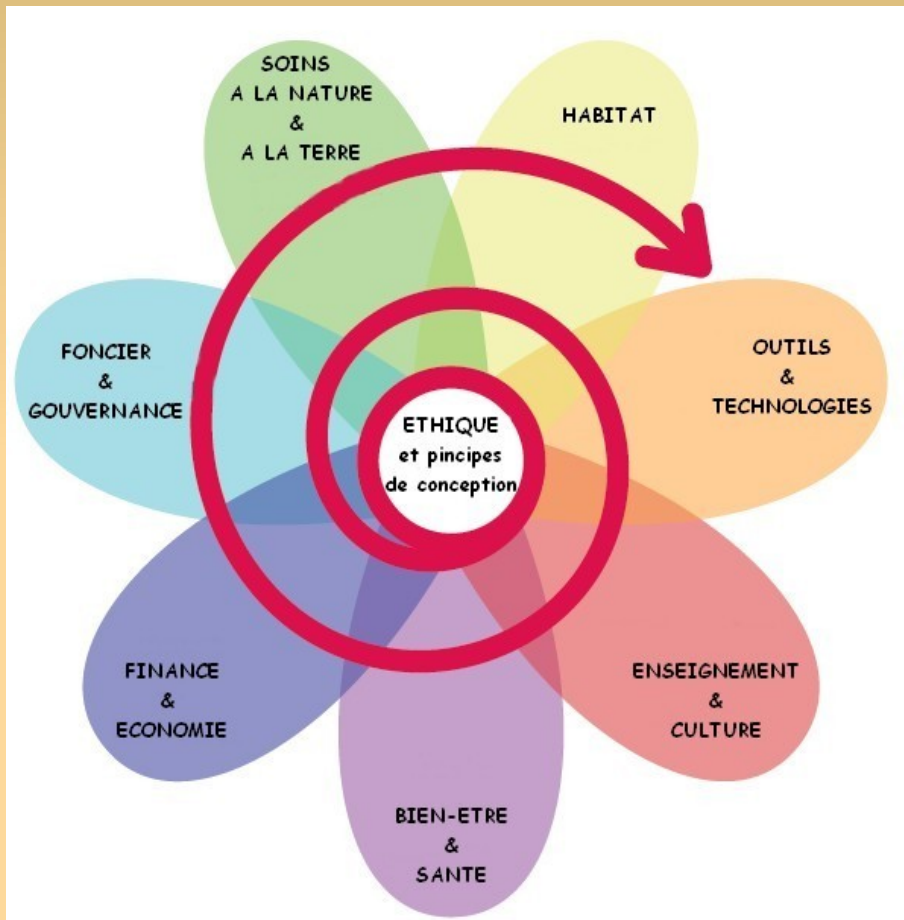 SOINS
A LA NATURE
&
A LA TERRE
HABITAT
OUTILS
&
TECHNOLOGIES
ENSEIGNEMENT
&
CULTURE
BIEN-ETRE
&
SANTE
FINANCE
&
ECONOMIE
FONCIER
&
GOUVERNANCE
ETHIQUE
et pincipes
de conception